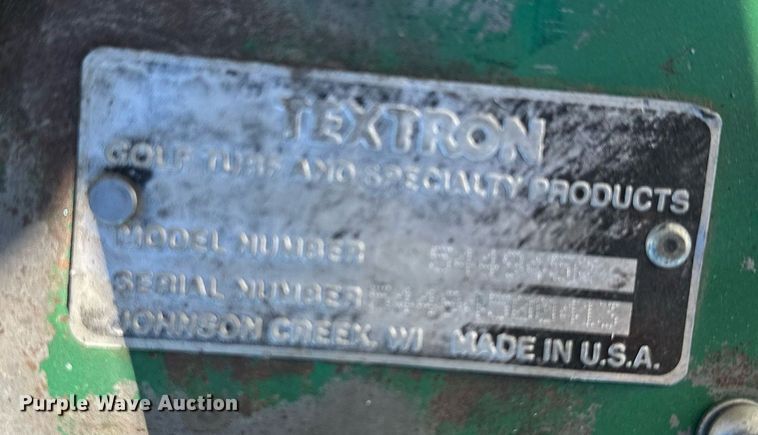 TEXTRON
GOLF TURF AND SPECIALTY PRODUCTS
MODEL NUMBER
SERIAL NUMBER
JOHNSON CREEK, WI MADE IN U.S.A.
Purple Wave Auction